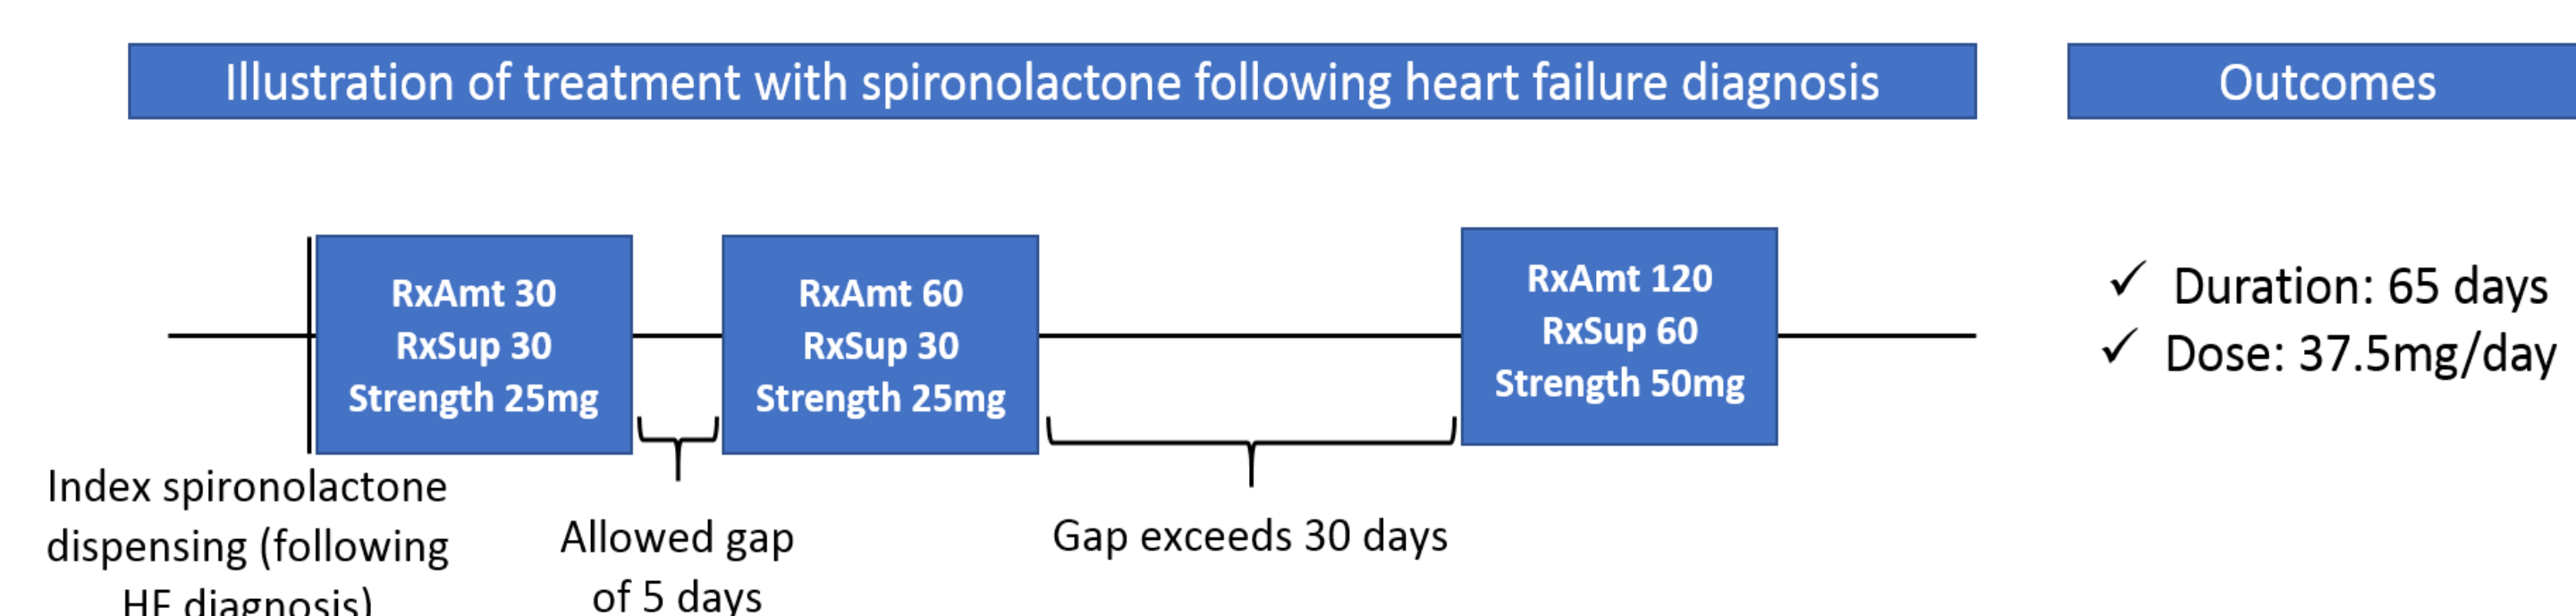 Illustration of treatment with spironolactone following heart failure diagnosis
Outcomes
RxAmt 30
RxSup 30
Strength 25mg
RxAmt 60
RxSup 30
Strength 25mg
RxAmt 120
RxSup 60
Strength 50mg
✓ Duration: 65 days
✓ Dose: 37.5mg/day
Index spironolactone
dispensing (following
HF diagnosis)
Allowed gap
of 5 days
Gap exceeds 30 days